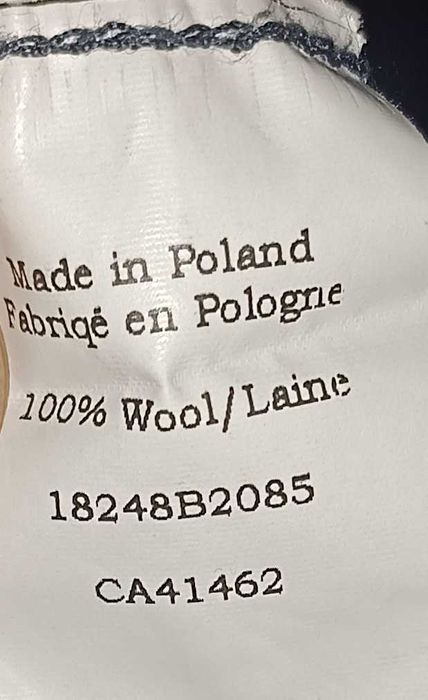 Made in Poland
Fabriqé en Pologne
100% Wool/Laine
18248B2085
CA41462